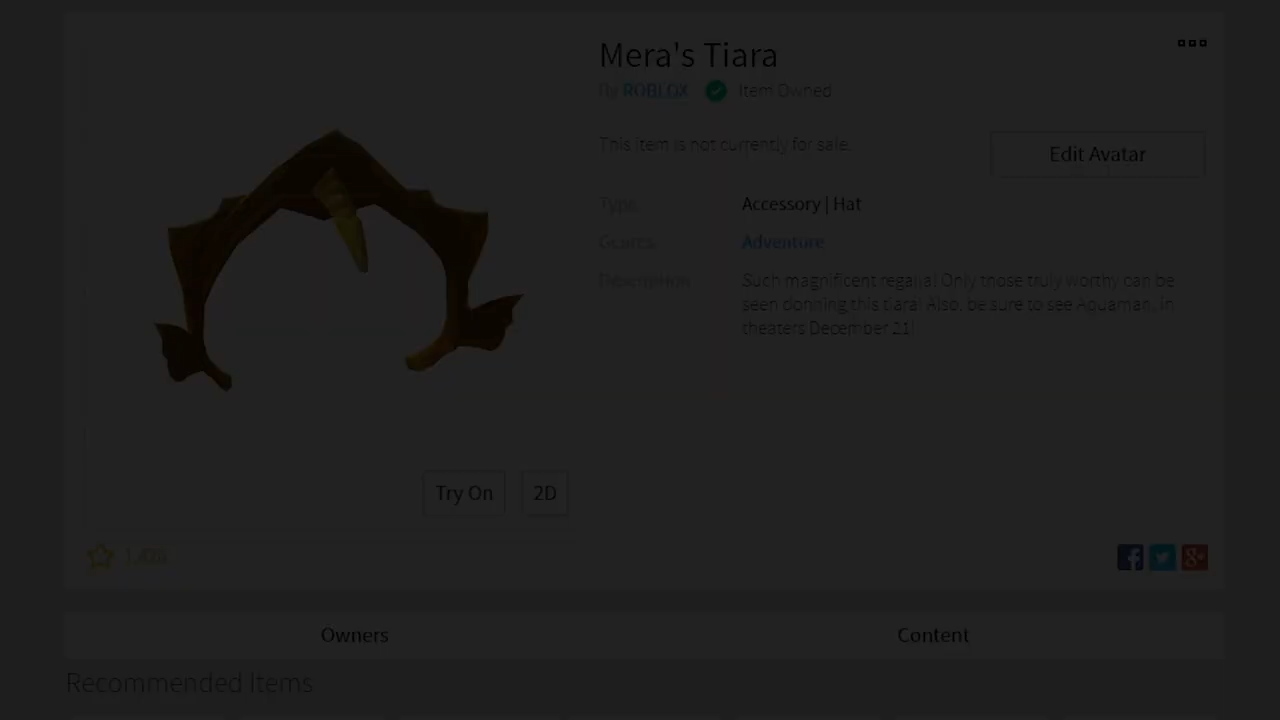 Mera's Tiara
By ROBLOX Item Owned
This item is not currently for sale.
Edit Avatar
Type Accessory | Hat
Genres Adventure
Description Such magnificent regalia! Only those truly worthy can be
seen donning this tiara! Also, be sure to see Aquaman, in
theaters December 21!
Try On 2D
Owners Content
Recommended Items